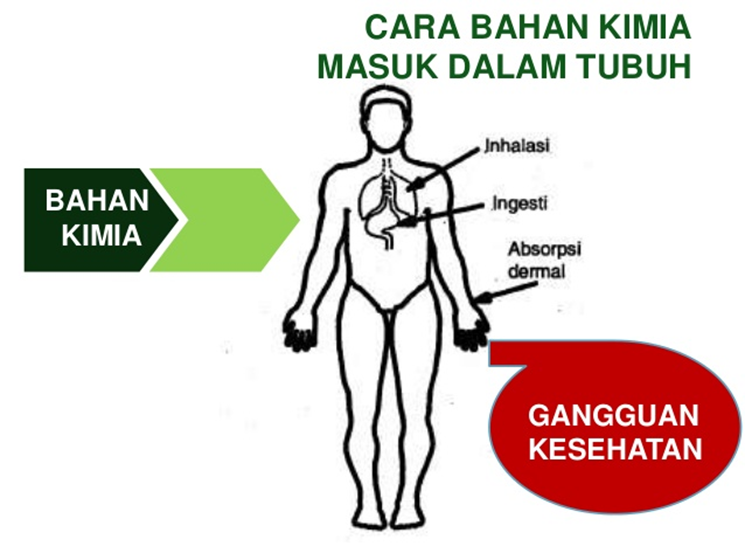 CARA BAHAN KIMIA
MASUK DALAM TUBUH
BAHAN
KIMIA
Inhalasi
Ingesti
Absorpsi
dermal
GANGGUAN
KESEHATAN